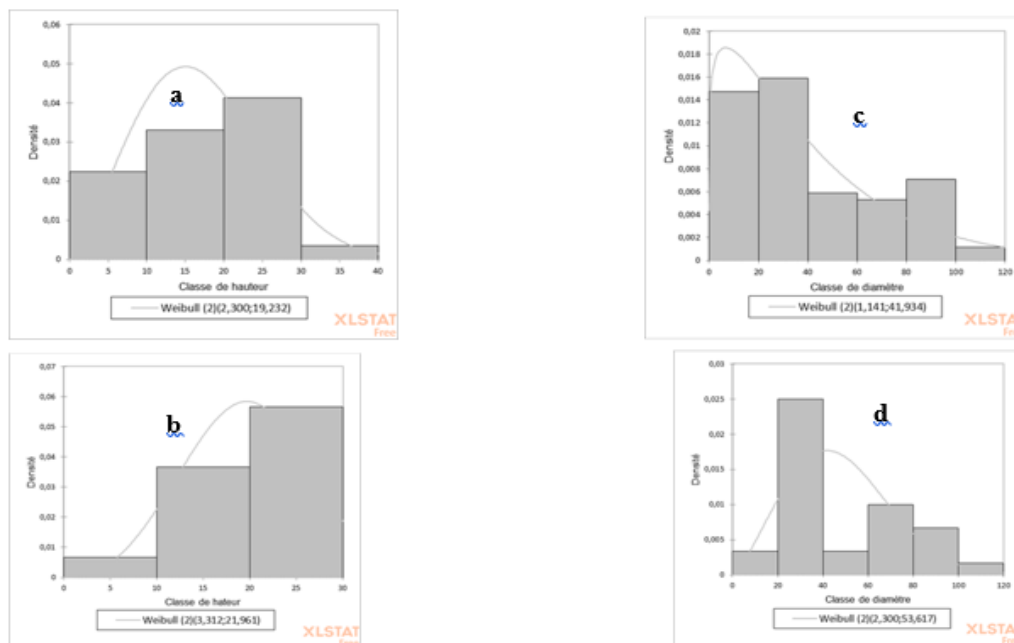 0,06
0,05
0,04
0,03
0,02
0,01
0
Densité
a
0 5 10 15 20 25 30 35 40
Classe de hauteur
Weibull (2)(2,300;19,232)
XLSTAT
Free
0,02
0,018
0,016
0,014
0,012
0,01
0,008
0,006
0,004
0,002
0
Densité
c
0 20 40 60 80 100 120
Classe de diamétre
Weibull (2)(1,141;41,934)
XLSTAT
Free
0,07
0,06
0,05
0,04
0,03
0,02
0,01
0
Densité
b
0 5 10 15 20 25 30
Classe de hateur
Weibull (2)(3,312;21,961)
XLSTAT
Free
0,03
0,025
0,02
0,015
0,01
0,005
0
Densité
d
0 20 40 60 80 100 120
Classe de diamétre
Weibull (2)(2,300;53,617)
XLSTAT
Free